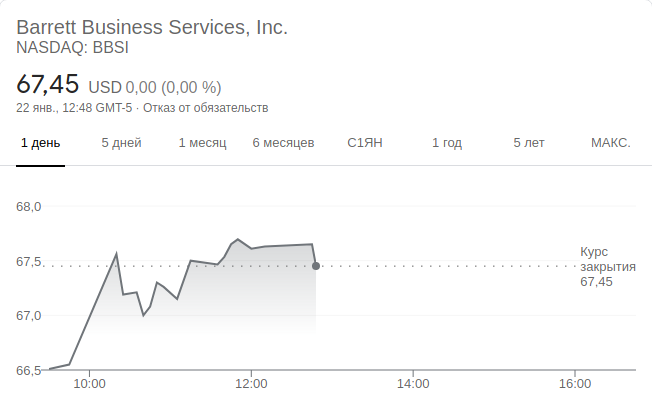 Barrett Business Services, Inc.
NASDAQ: BBSI
67,45 USD 0,00 (0,00 %)
22 янв., 12:48 GMT-5 · Отказ от обязательств
1 день 5 дней 1 месяц 6 месяцев С1ЯН 1 год 5 лет МАКС.
68,0
67,5
67,0
66,5
Курс
закрытия
67,45
10:00 12:00 14:00 16:00